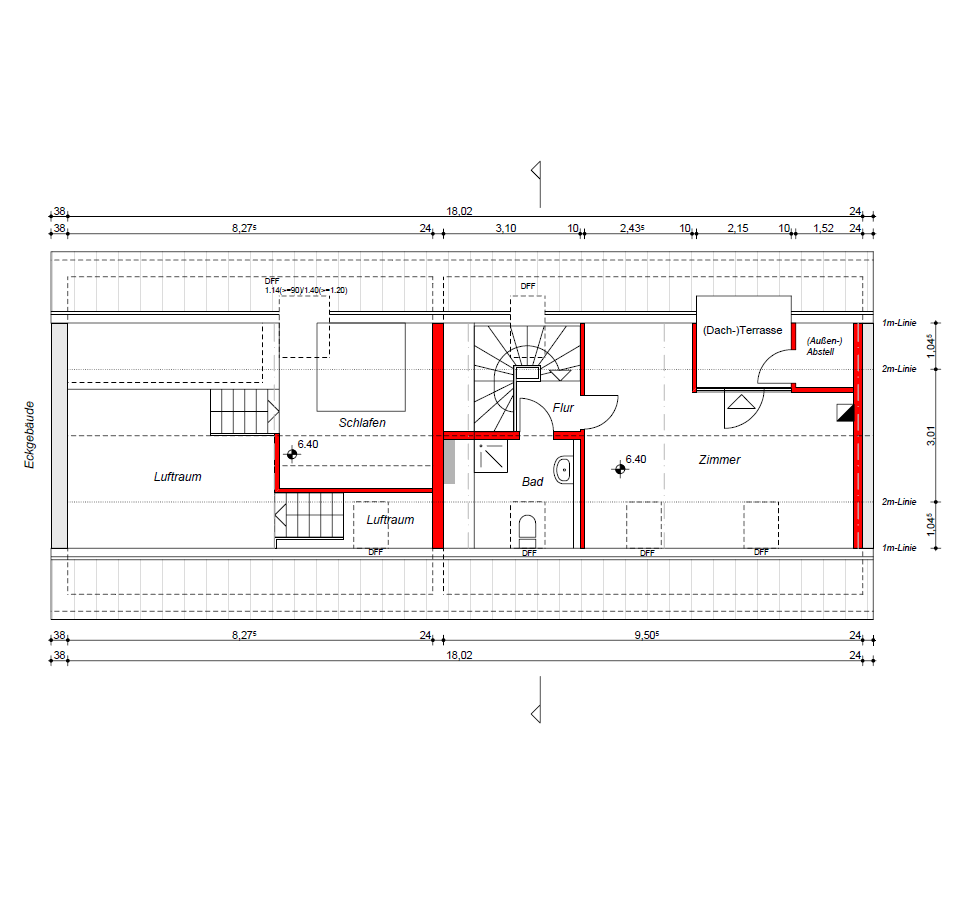 38 18,02 24
38 8,27⁵ 24 3,10 10 2,43⁵ 10 2,15 10 1,52 24
DFF
1.14(>=90)/1.40(>=1.20)
DFF
1m-Linie
(Dach-)Terrasse
(Außen-)
Abstell
1,04⁵
2m-Linie
Flur
Schlafen
Eckgebäude
6.40
6.40
Zimmer
3,01
Luftraum
Bad
2m-Linie
Luftraum
1,04⁵
DFF
DFF
DFF
DFF
1m-Linie
38 8,27⁵ 24 9,50⁵ 24
38 18,02 24